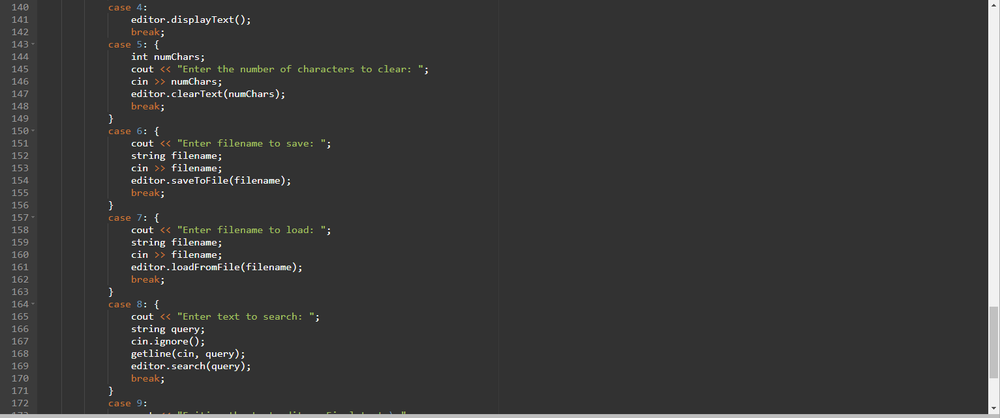 140 case 4:
141 editor.displayText();
142 break;
143 case 5: {
144 int numChars;
145 cout << "Enter the number of characters to clear: ";
146 cin >> numChars;
147 editor.clearText(numChars);
148 break;
149 }
150 case 6: {
151 cout << "Enter filename to save: ";
152 string filename;
153 cin >> filename;
154 editor.saveToFile(filename);
155 break;
156 }
157 case 7: {
158 cout << "Enter filename to load: ";
159 string filename;
160 cin >> filename;
161 editor.loadFromFile(filename);
162 break;
163 }
164 case 8: {
165 cout << "Enter text to search: ";
166 string query;
167 cin.ignore();
168 getline(cin, query);
169 editor.search(query);
170 break;
171 }
172 case 9: